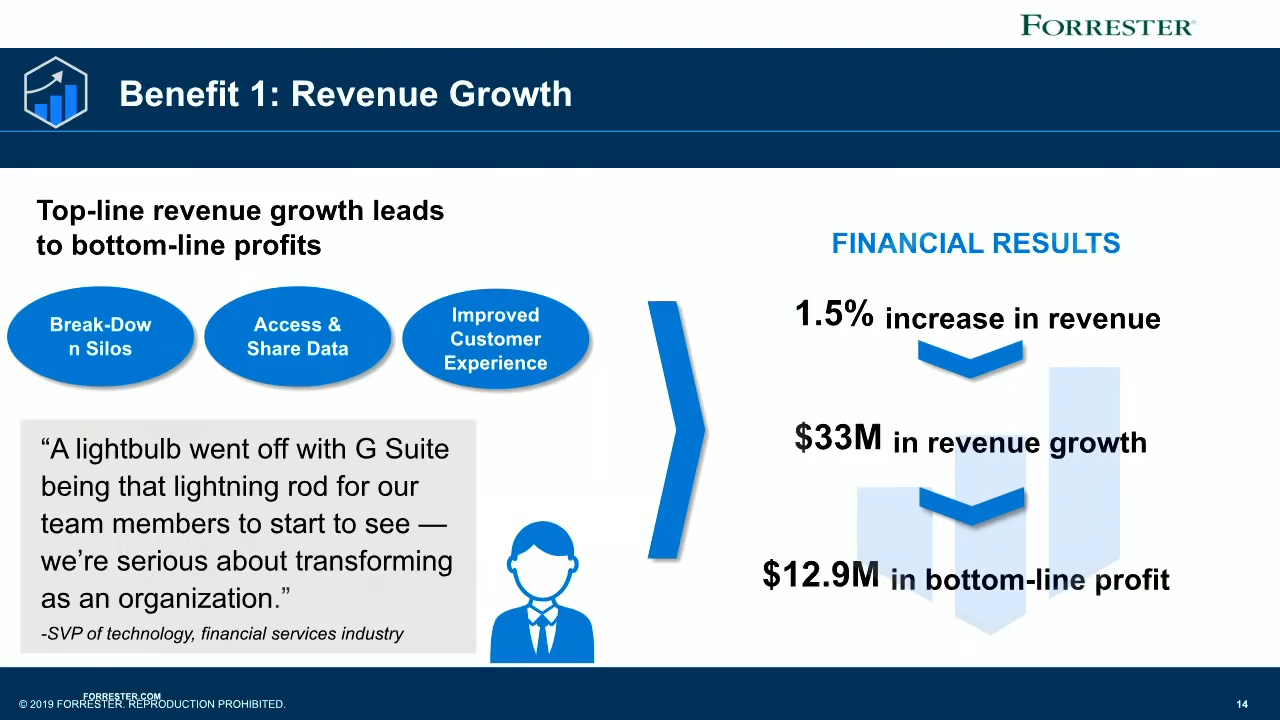 FORRESTER®
Benefit 1: Revenue Growth
Top-line revenue growth leads
to bottom-line profits
Break-Dow
n Silos
Access &
Share Data
Improved
Customer
Experience
“A lightbulb went off with G Suite
being that lightning rod for our
team members to start to see —
we’re serious about transforming
as an organization.”
-SVP of technology, financial services industry
FINANCIAL RESULTS
1.5% increase in revenue
$33M in revenue growth
$12.9M in bottom-line profit
FORRESTER.COM
© 2019 FORRESTER. REPRODUCTION PROHIBITED.
14